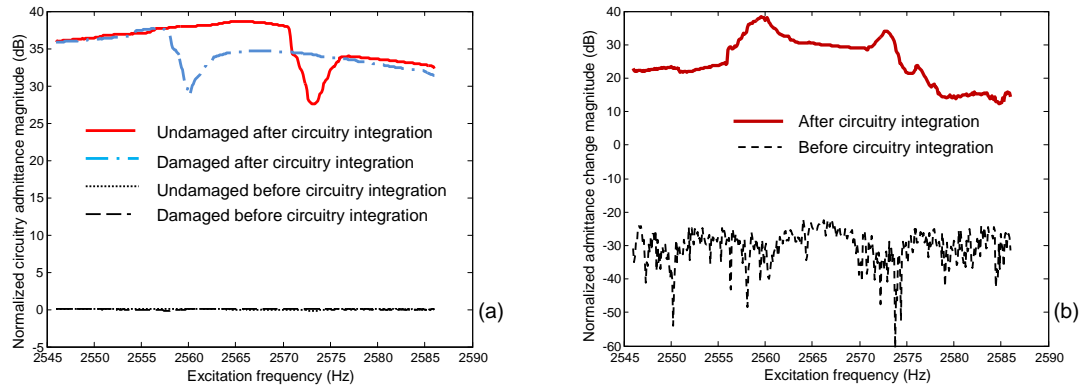 Normalized circuitry admittance magnitude (dB)
40
35
30
25
20
15
10
5
0
-5
Undamaged after circuitry integration
Damaged after circuitry integration
Undamaged before circuitry integration
Damaged before circuitry integration
2545 2550 2555 2560 2565 2570 2575 2580 2585 2590
Excitation frequency (Hz)
(a)
Normalized admittance change magnitude (dB)
40
30
20
10
0
-10
-20
-30
-40
-50
-60
After circuitry integration
Before circuitry integration
2545 2550 2555 2560 2565 2570 2575 2580 2585 2590
Excitation frequency (Hz)
(b)